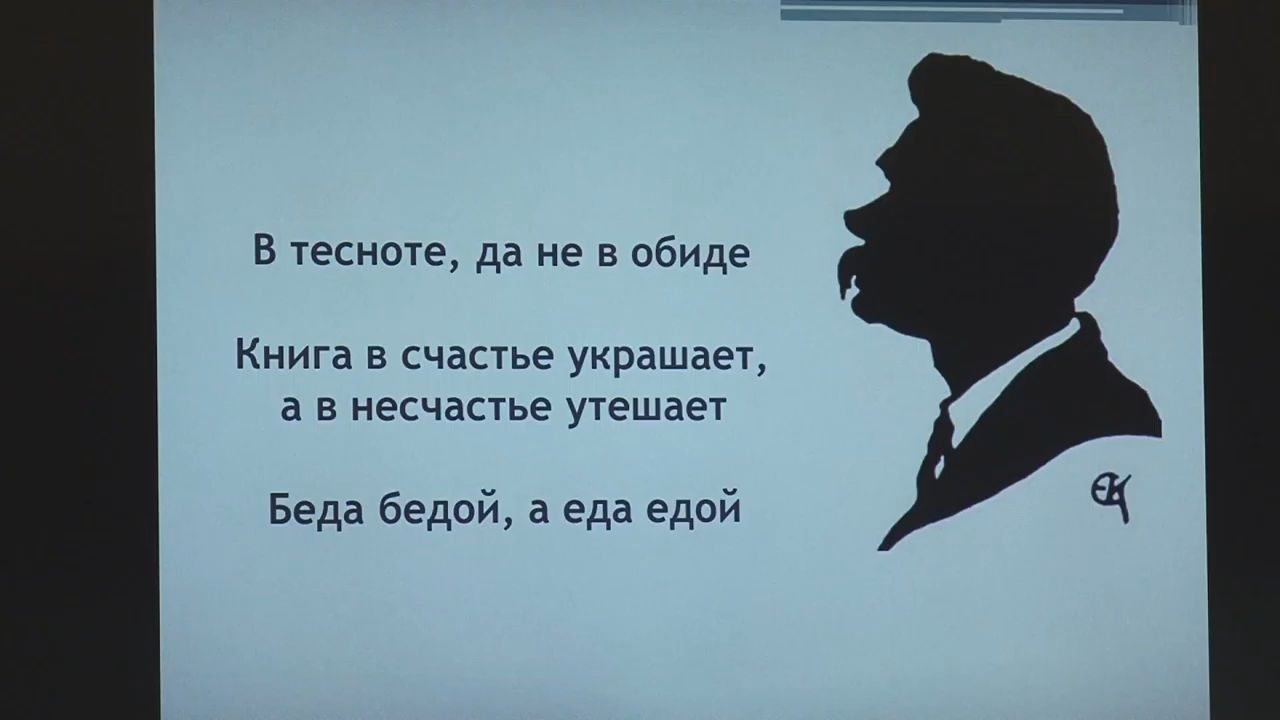 В тесноте, да не в обиде
Книга в счастье украшает,
а в несчастье утешает
Беда бедой, а еда едой